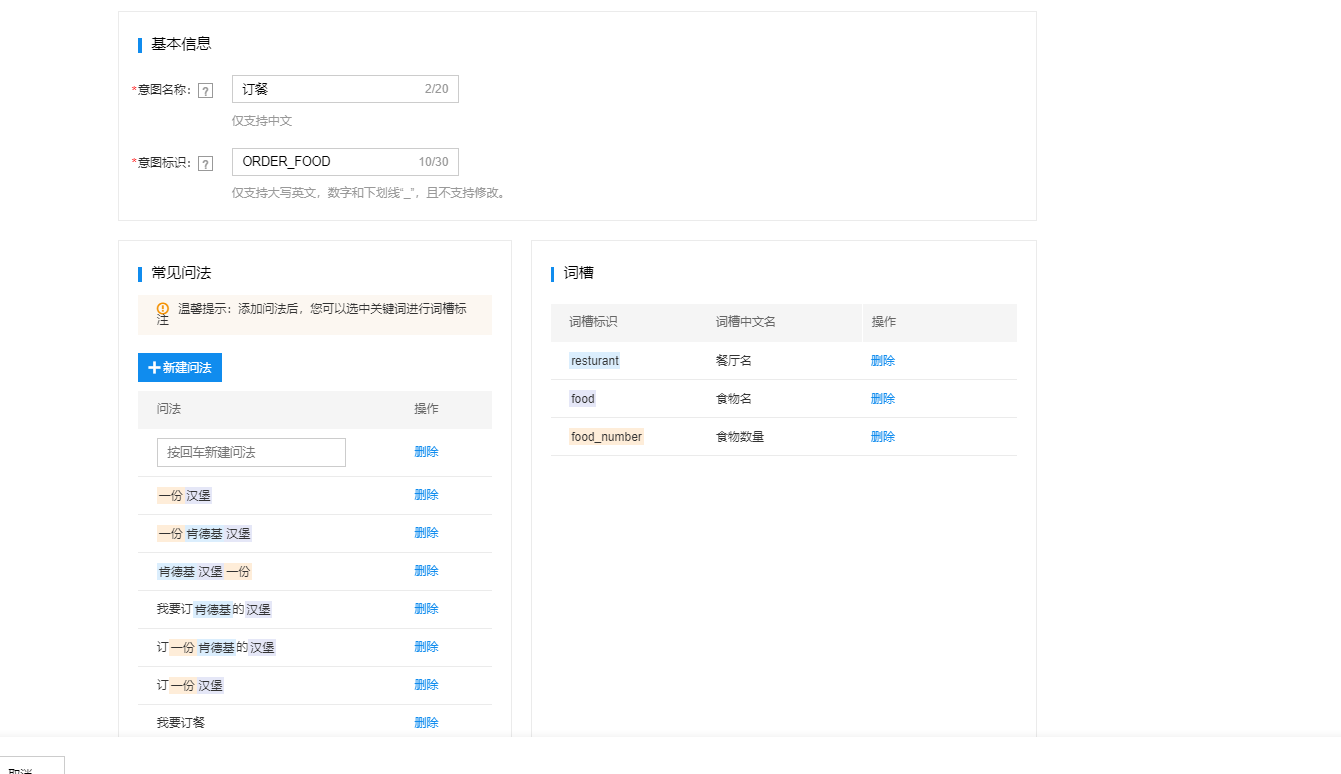 基本信息
*意图名称: ? 订餐 2/20
仅支持中文
*意图标识: ? ORDER_FOOD 10/30
仅支持大写英文，数字和下划线“_”，且不支持修改。
常见问法
温馨提示：添加问法后，您可以选中关键词进行词槽标
注
新建问法
问法 操作
按回车新建问法 删除
一份 汉堡 删除
一份 肯德基 汉堡 删除
肯德基 汉堡 一份 删除
我要订 肯德基 的 汉堡 删除
订 一份 肯德基 的 汉堡 删除
订 一份 汉堡 删除
我要订餐 删除
词槽
词槽标识 词槽中文名 操作
resturant 餐厅名 删除
food 食物名 删除
food_number 食物数量 删除
取消